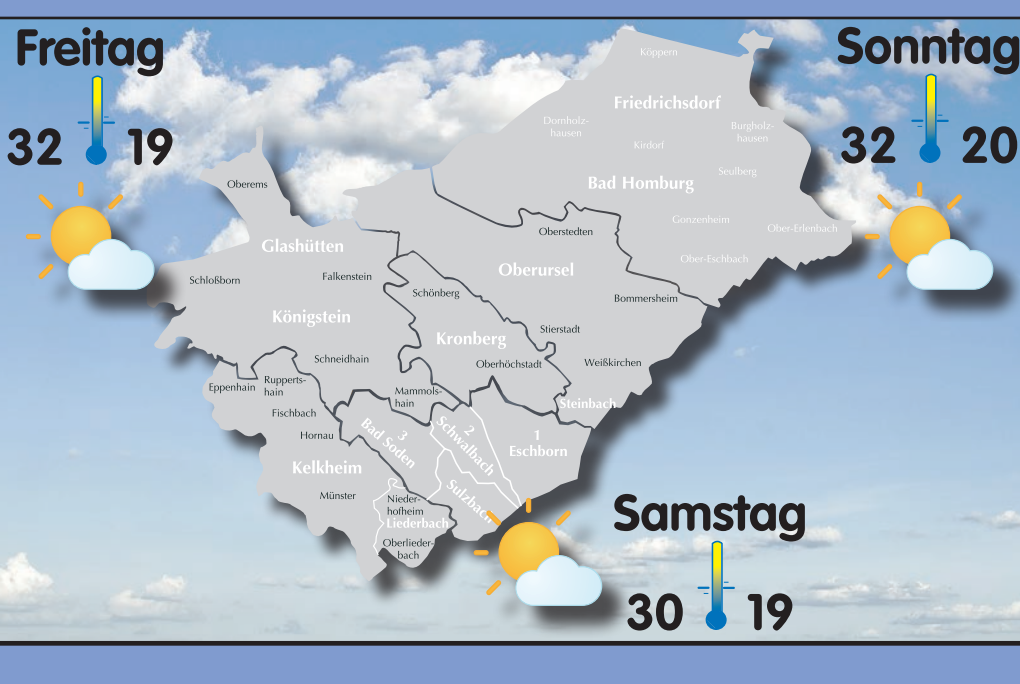 Freitag
32 19
Sonntag
32 20
Köppern
Friedrichsdorf
Dornholz-
hausen
Burgholz-
hausen
Kirdorf
Seulberg
Bad Homburg
Oberems
Gonzenheim
Ober-Erlenbach
Oberstedten
Glashütten
Ober-Eschbach
Oberursel
Schloßborn
Falkenstein
Schönberg
Bommersheim
Königstein
Stierstadt
Kronberg
Schneidhain
Oberhöchstadt
Weißkirchen
Eppenhain
Rupperts-
hain
Mammols-
hain
Steinbach
Fischbach
Hornau
3
Bad Soden
2
Schwalbach
1
Eschborn
Kelkheim
Münster
Sulzbach
Nieder-
hofheim
Liederbach
Oberlieder-
bach
Samstag
30 19